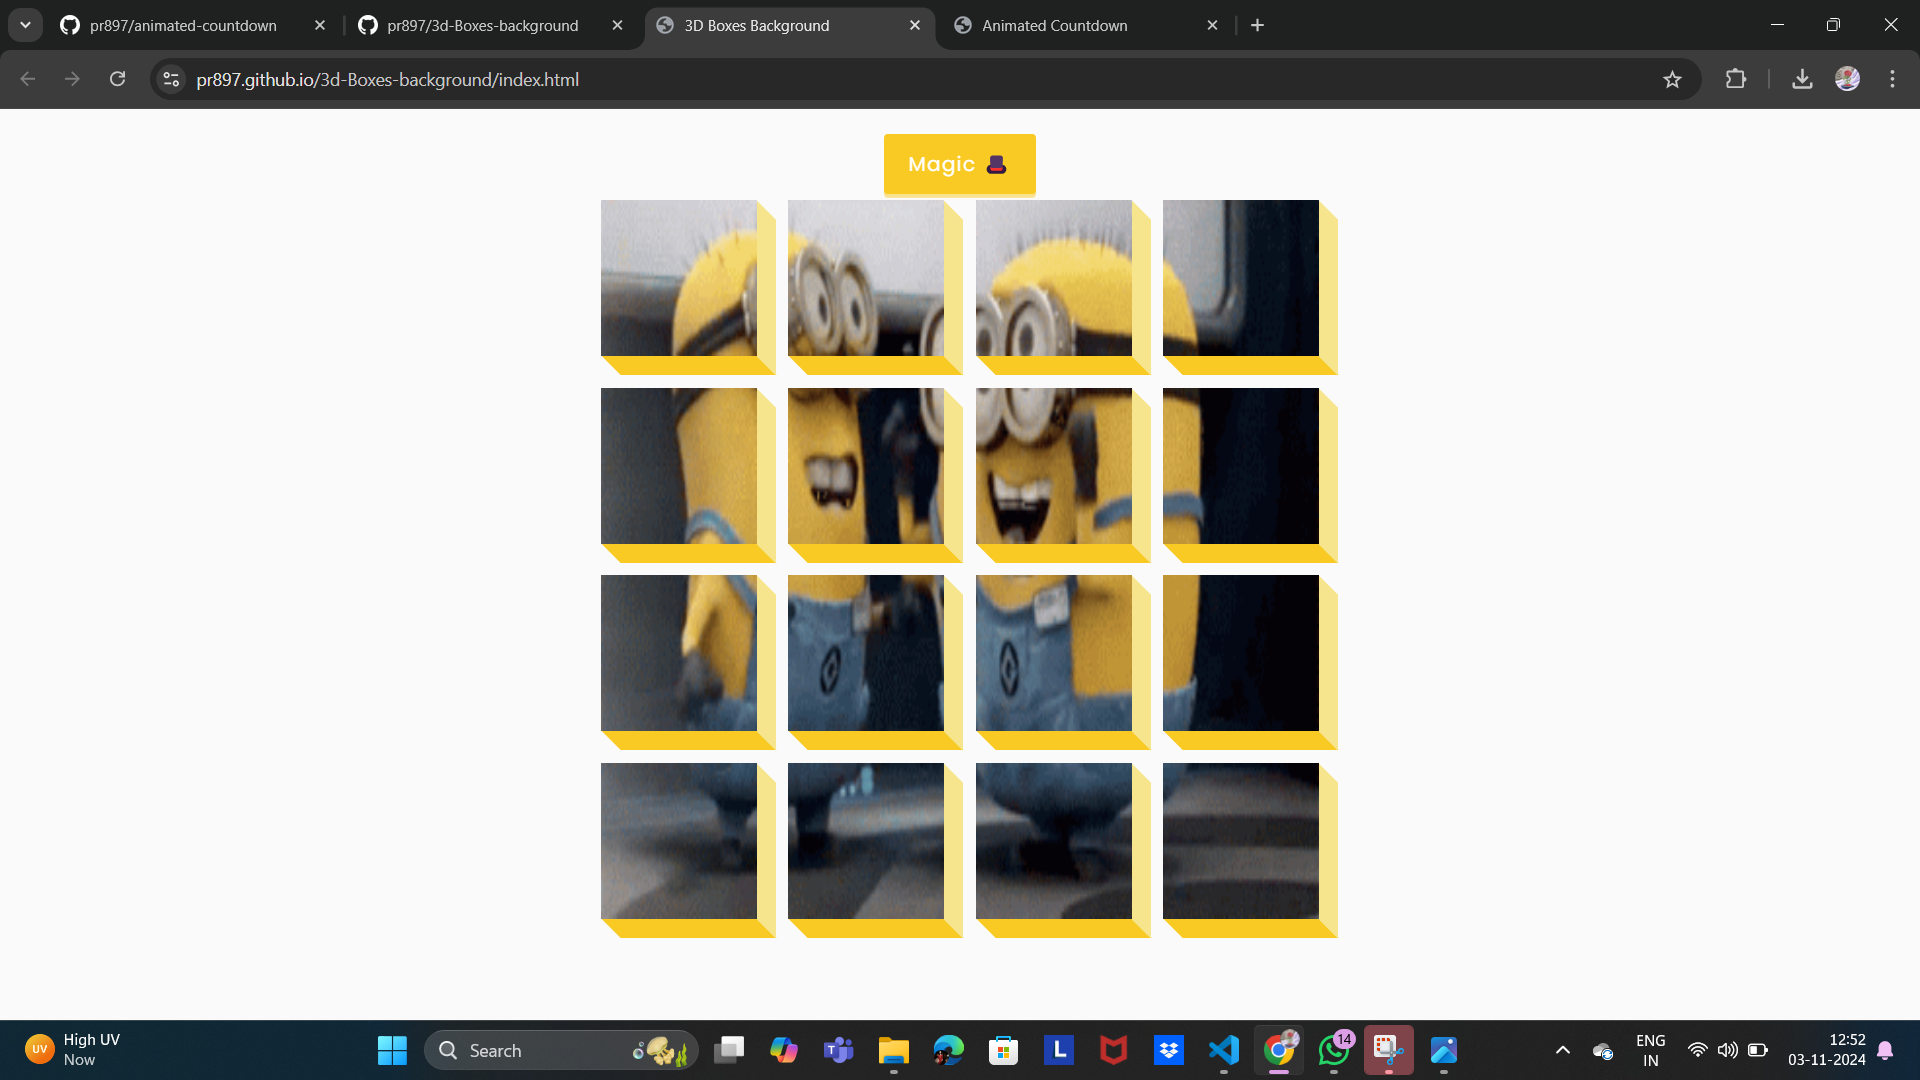 pr897/animated-countdown
pr897/3d-Boxes-background
3D Boxes Background
Animated Countdown
pr897.github.io/3d-Boxes-background/index.html
Magic
UV
High UV
Now
Search
T
L
14
ENG
IN
12:52
03-11-2024